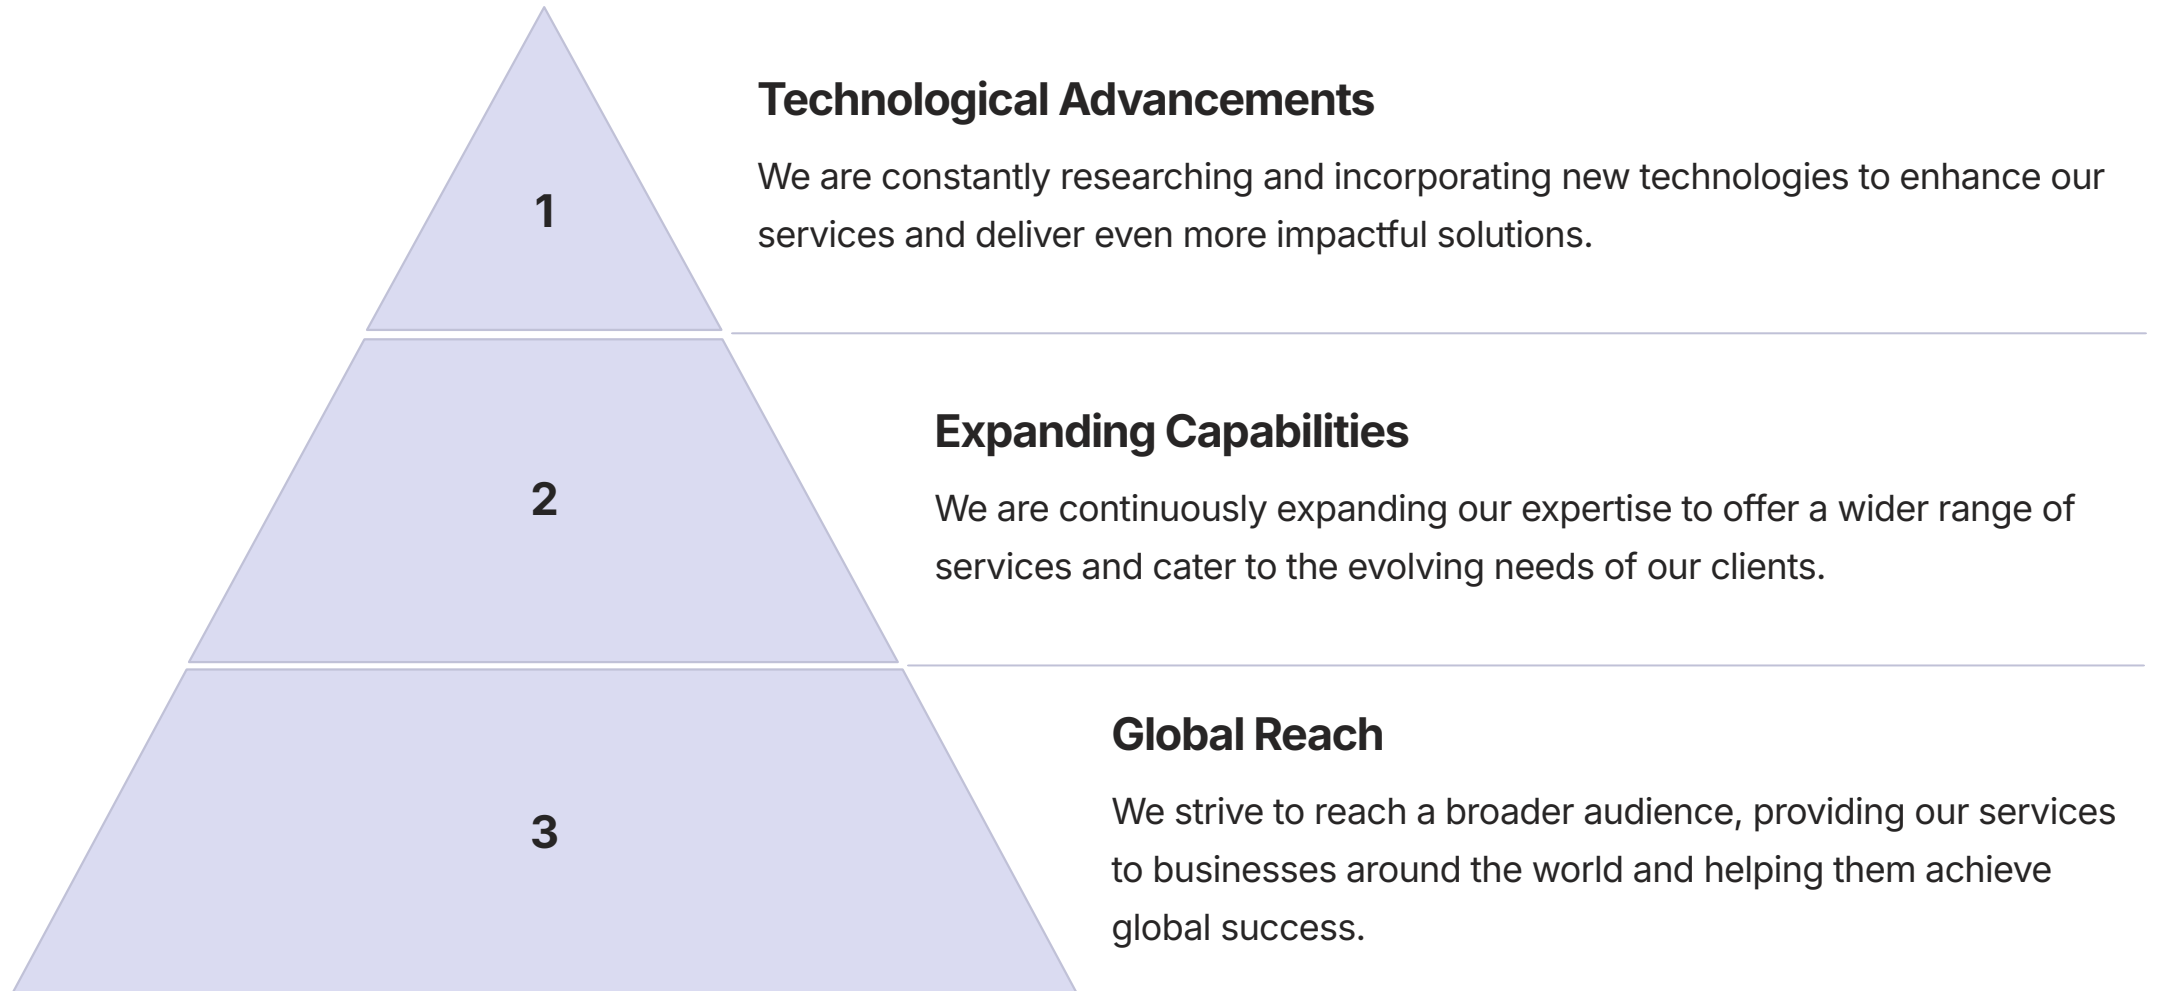 Technological Advancements
We are constantly researching and incorporating new technologies to enhance our
services and deliver even more impactful solutions.
1
Expanding Capabilities
We are continuously expanding our expertise to offer a wider range of
services and cater to the evolving needs of our clients.
2
Global Reach
We strive to reach a broader audience, providing our services
to businesses around the world and helping them achieve
global success.
3